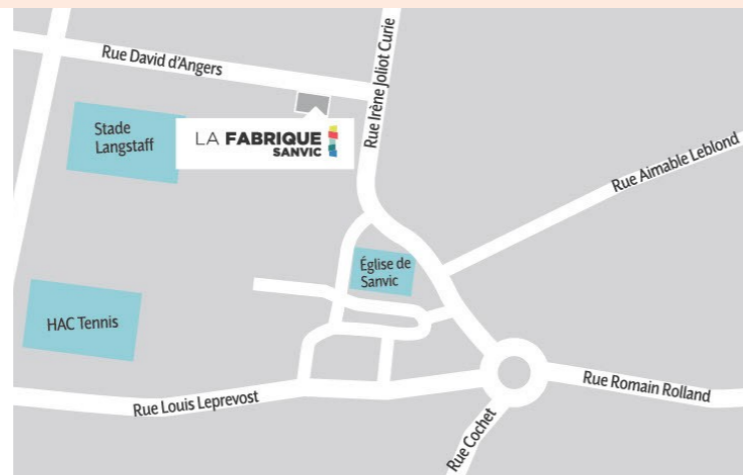 Rue David d'Angers
Rue Irène Joliot Curie
Stade
Langstaff
LA FABRIQUE
SANVIC
Rue Aimable Leblond
Église de
Sanvic
HAC Tennis
Rue Romain Rolland
Rue Louis Leprevost
Rue Cochet